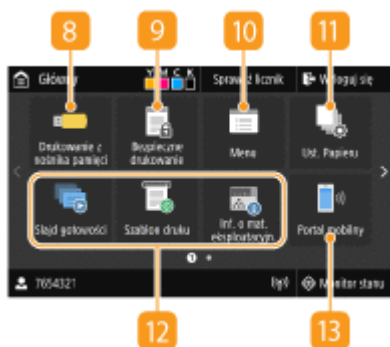 8 9 10 11
Główny Y M C K Sprawdź licznik Wyloguj się
Drukowanie z
nośnika pamięci
Bezpieczne
drukowanie
Menu
Ust. Papieru
Stąjd gotowości
Szablon druku
Inf. o mat.
eksploatacyjn.
Portal mobilny
7654321 Monitor stanu
12 13